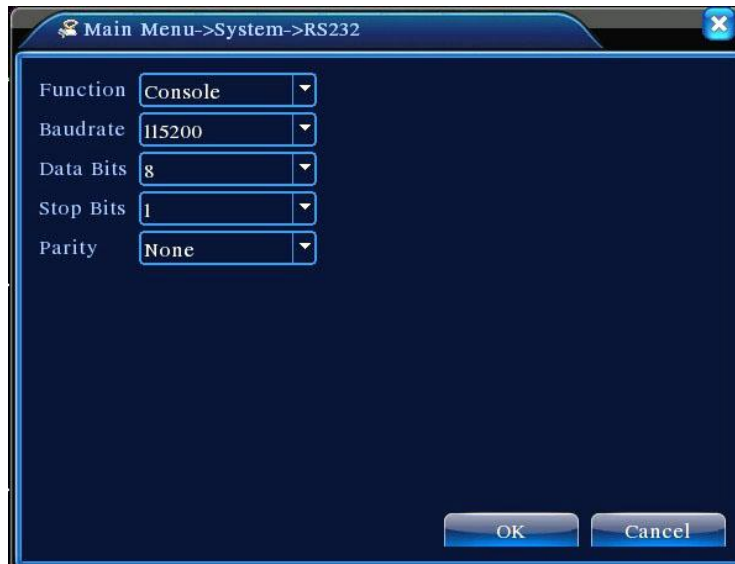 Main Menu->System->RS232
Function Console
Baudrate 115200
Data Bits 8
Stop Bits 1
Parity None
OK Cancel